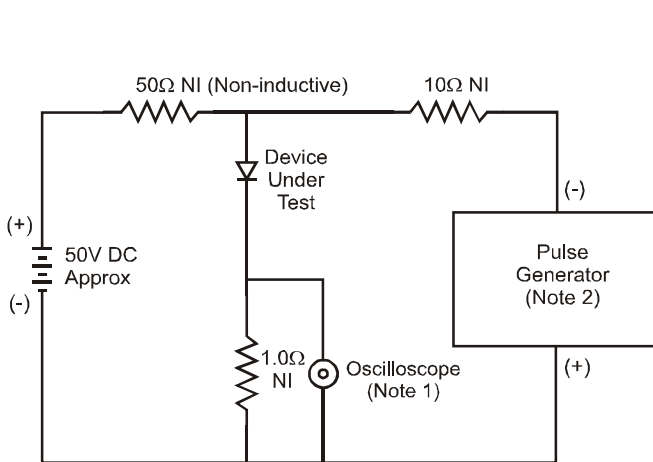 50Ω NI (Non-inductive)
10Ω NI
Device
Under
Test
(-)
(+)
50V DC
Approx
(-)
Pulse
Generator
(Note 2)
1.0Ω
NI
Oscilloscope
(Note 1)
(+)